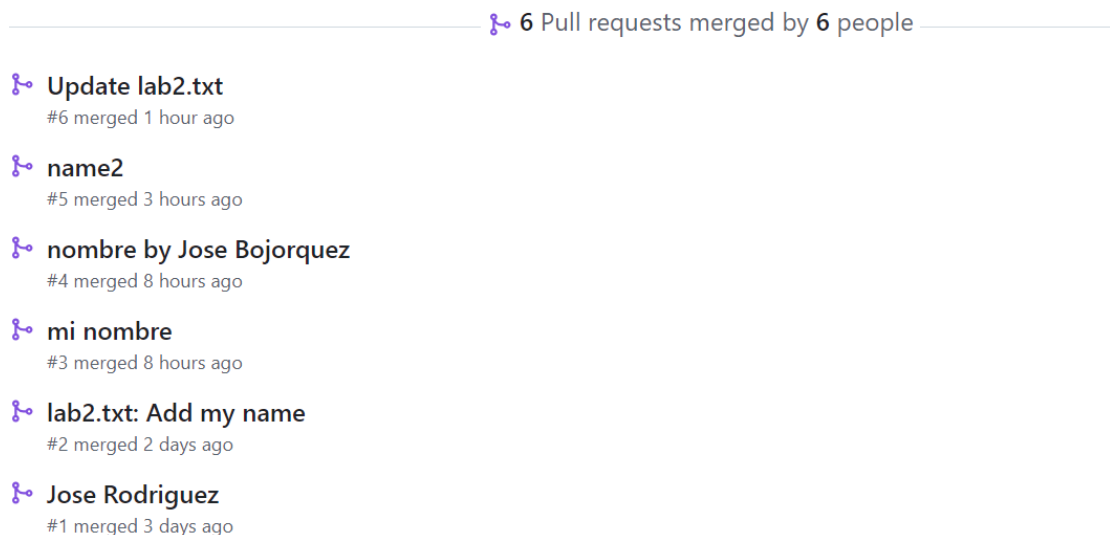 6 Pull requests merged by 6 people
Update lab2.txt
#6 merged 1 hour ago
name2
#5 merged 3 hours ago
nombre by Jose Bojorquez
#4 merged 8 hours ago
mi nombre
#3 merged 8 hours ago
lab2.txt: Add my name
#2 merged 2 days ago
Jose Rodriguez
#1 merged 3 days ago